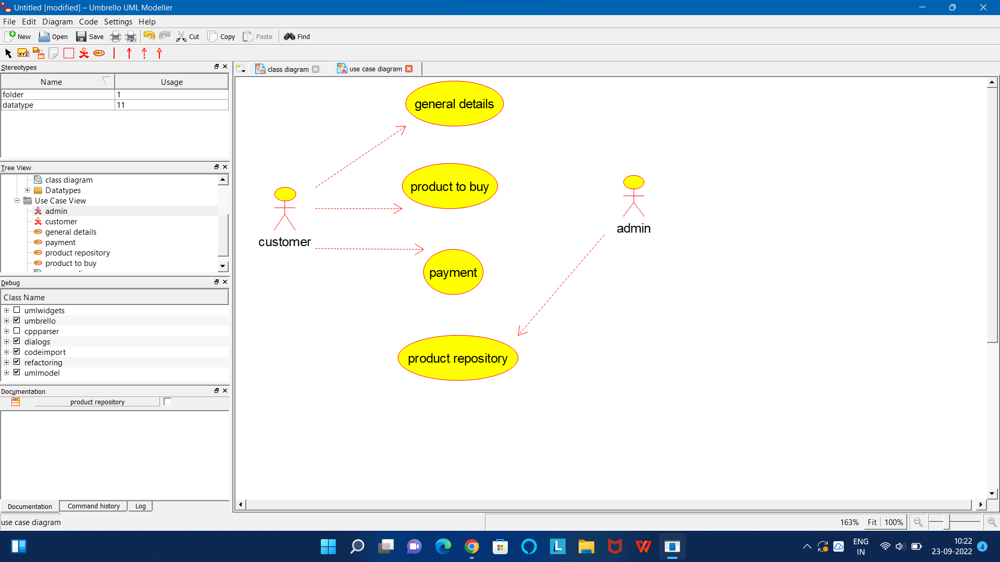 Untitled [modified] – Umbrello UML Modeller
File Edit Diagram Code Settings Help
New Open Save Cut Copy Paste Find
XYZ XYZ ABC
Stereotypes
class diagram use case diagram
Name Usage
folder 1
datatype 11
general details
product to buy
customer
admin
payment
product repository
Tree View
class diagram
Datatypes
Use Case View
admin
customer
general details
payment
product repository
product to buy
Debug
Class Name
umlwidgets
umbrello
cppparser
dialogs
codeimport
refactoring
umlmodel
Documentation
product repository
Documentation Command history Log
use case diagram 163% Fit 100%
L
ENG
IN
10:22
23-09-2022
4